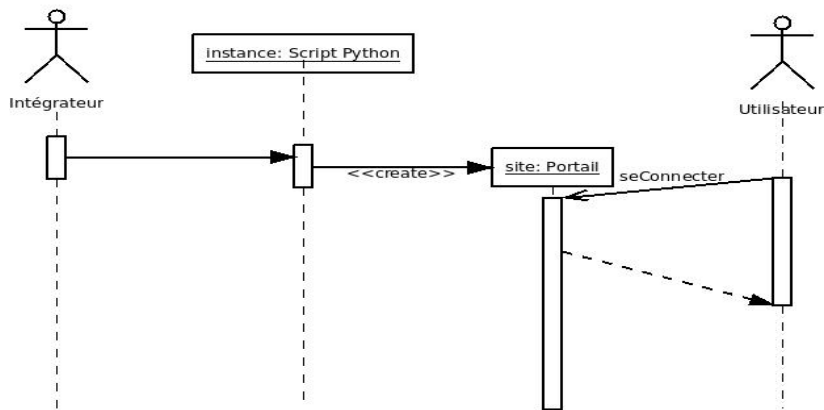 instance: Script Python
Intégrateur
Utilisateur
<<create>>
site: Portail
seConnecter